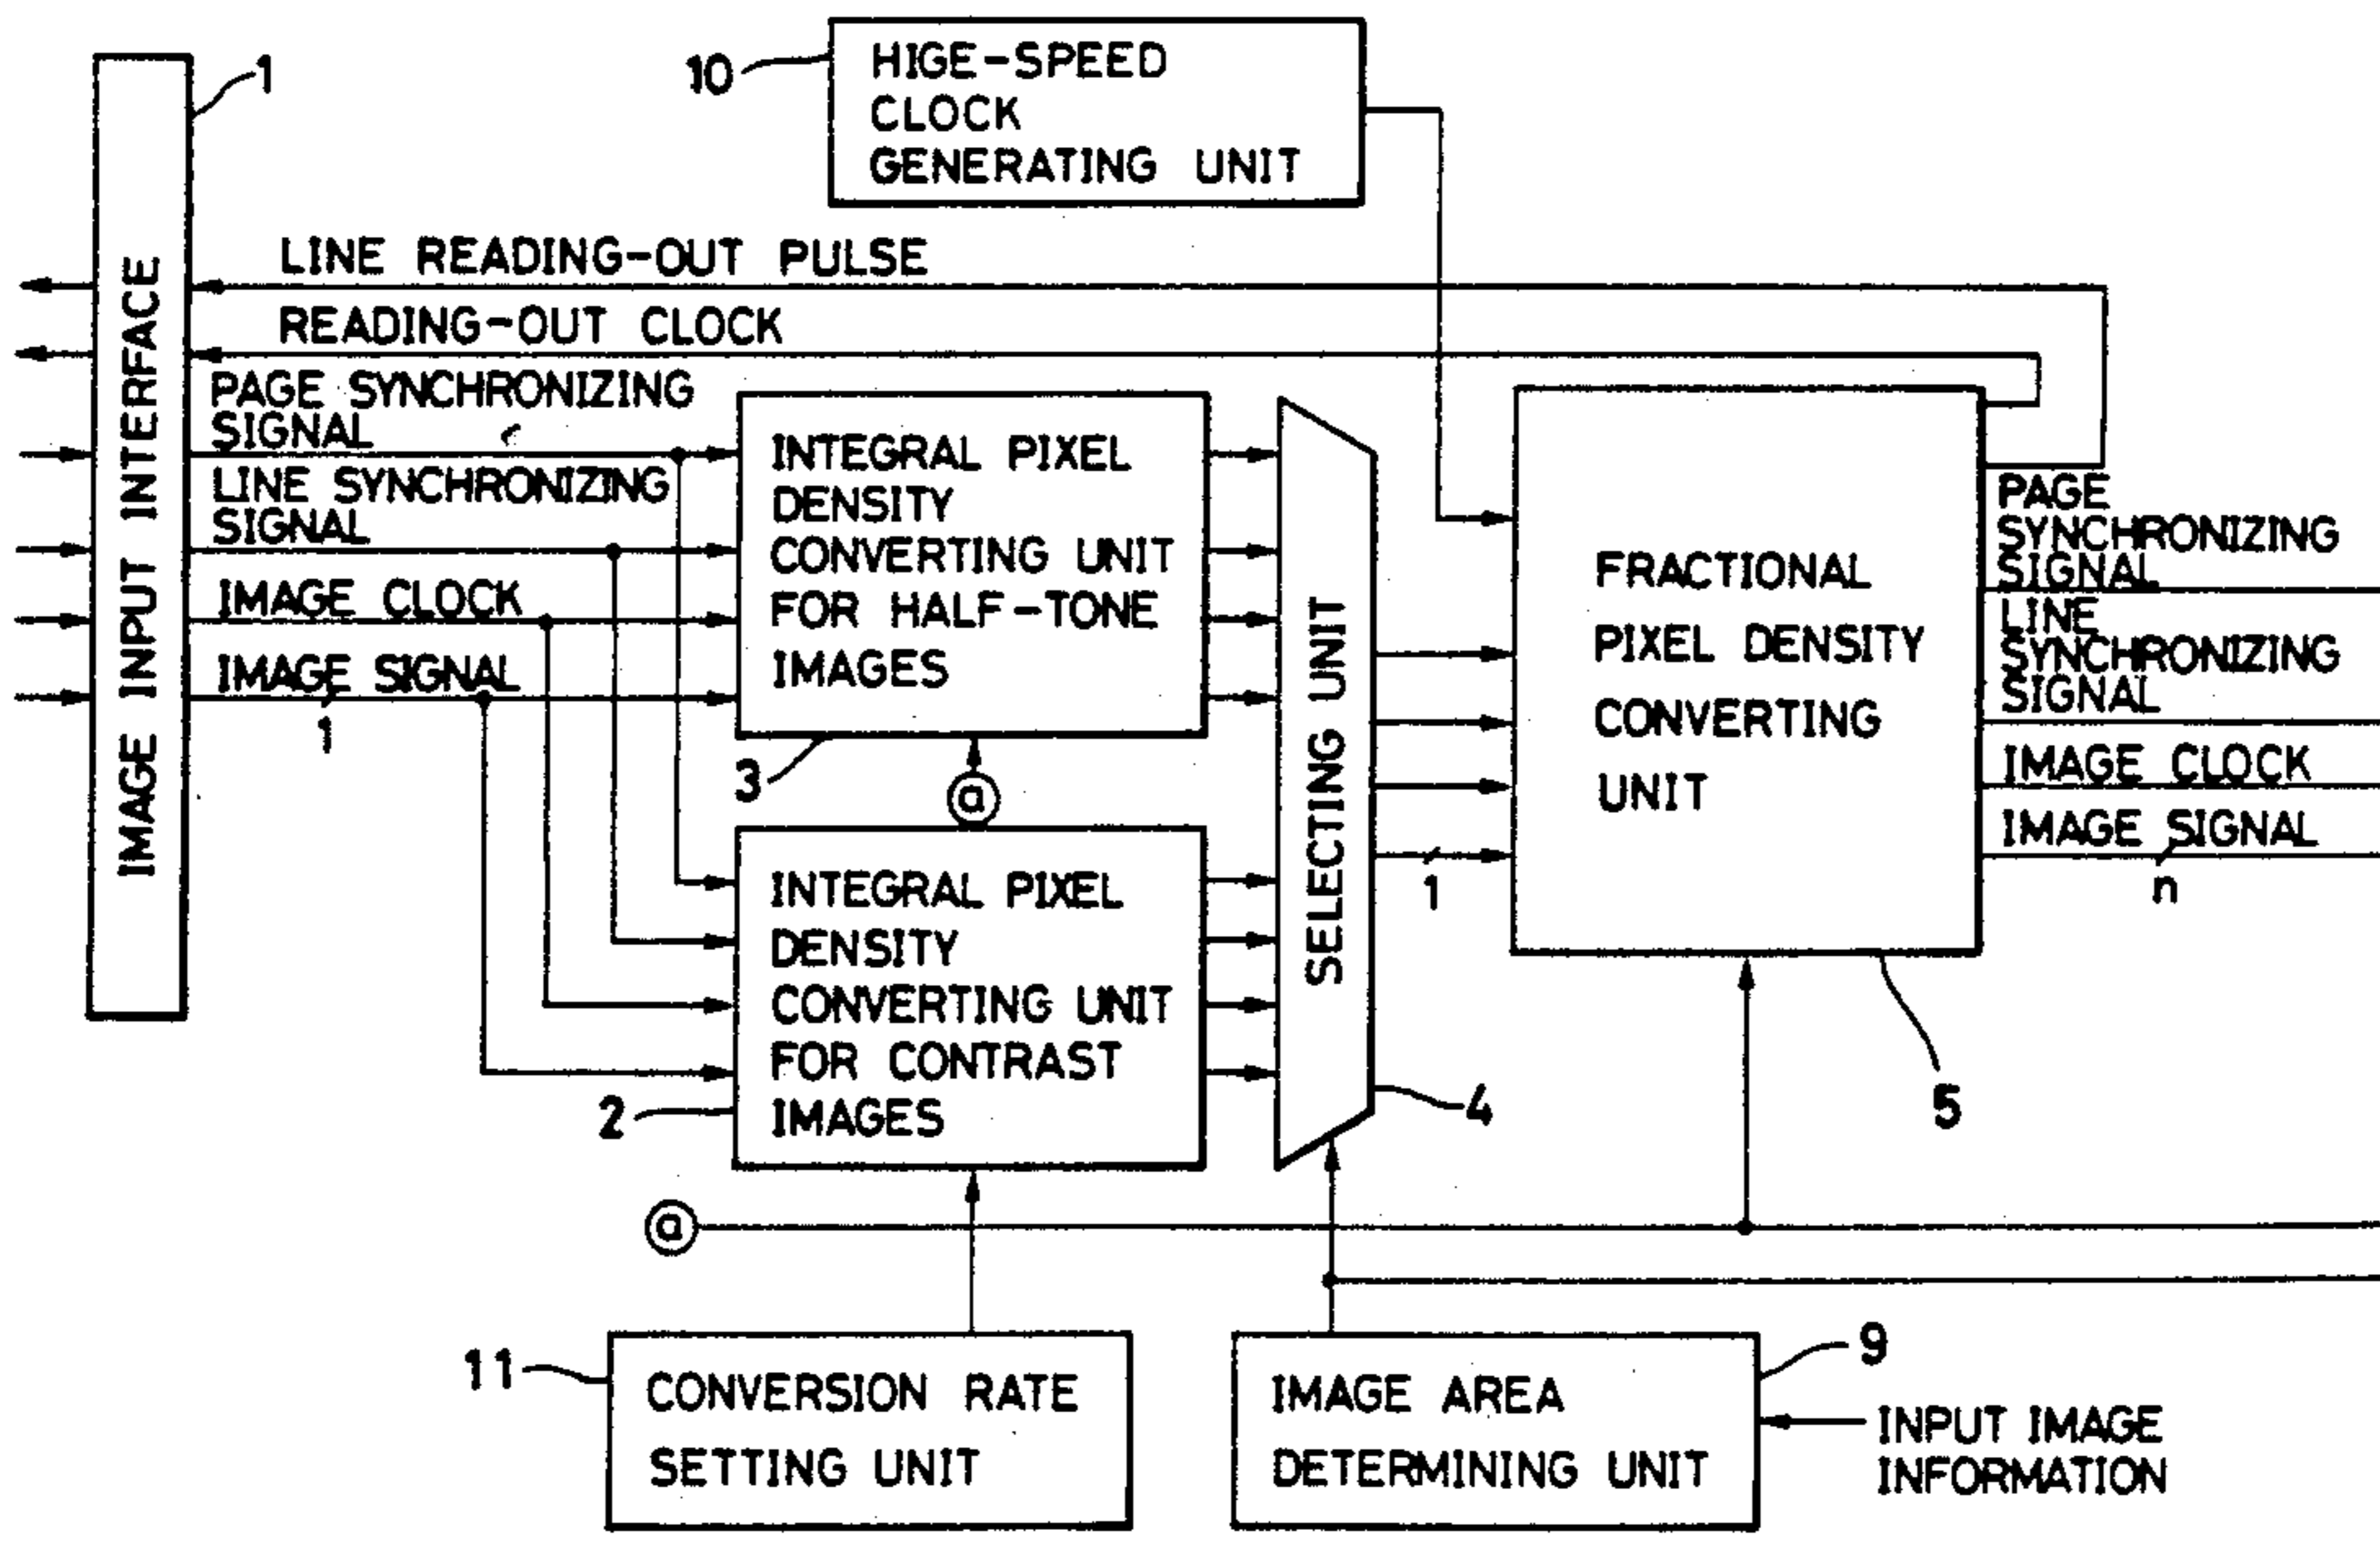 10
HIGE-SPEED
CLOCK
GENERATING UNIT
1
IMAGE INPUT INTERFACE
LINE READING-OUT PULSE
READING-OUT CLOCK
PAGE SYNCHRONIZING
SIGNAL
LINE SYNCHRONIZING
SIGNAL
IMAGE CLOCK
IMAGE SIGNAL
1
INTEGRAL PIXEL
DENSITY
CONVERTING UNIT
FOR HALF-TONE
IMAGES
3
a
INTEGRAL PIXEL
DENSITY
CONVERTING UNIT
FOR CONTRAST
IMAGES
2
SELECTING UNIT
4
1
FRACTIONAL
PIXEL DENSITY
CONVERTING
UNIT
5
PAGE
SYNCHRONIZING
SIGNAL
LINE
SYNCHRONIZING
SIGNAL
IMAGE CLOCK
IMAGE SIGNAL
n
a
11
CONVERSION RATE
SETTING UNIT
IMAGE AREA
DETERMINING UNIT
9
INPUT IMAGE
INFORMATION